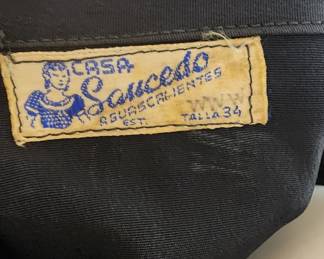 CASA
Saucedo
AGUASCALIENTES
EST. TALLA 34